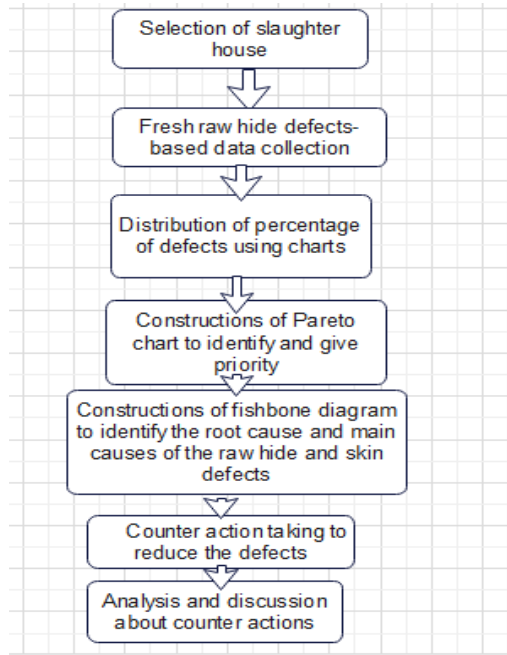 Selection of slaughter
house
Fresh raw hide defects-
based data collection
Distribution of percentage
of defects using charts
Constructions of Pareto
chart to identify and give
priority
Constructions of fishbone diagram
to identify the root cause and main
causes of the raw hide and skin
defects
Counter action taking to
reduce the defects
Analysis and discussion
about counter actions